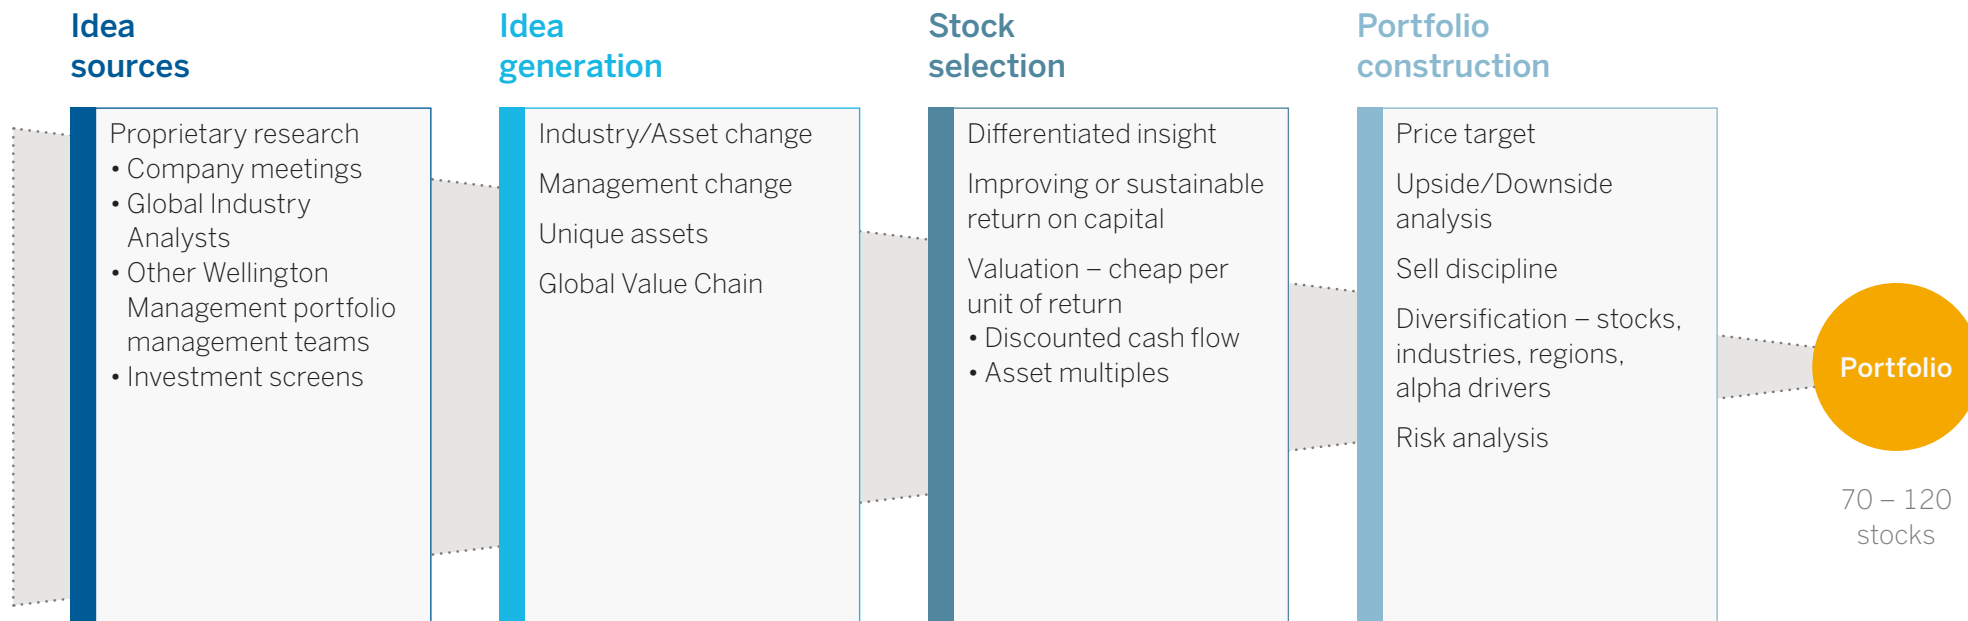 Idea
sources
Proprietary research
• Company meetings
• Global Industry
Analysts
• Other Wellington
Management portfolio
management teams
• Investment screens
Idea
generation
Industry/Asset change
Management change
Unique assets
Global Value Chain
Stock
selection
Differentiated insight
Improving or sustainable
return on capital
Valuation – cheap per
unit of return
• Discounted cash flow
• Asset multiples
Portfolio
construction
Price target
Upside/Downside
analysis
Sell discipline
Diversification – stocks,
industries, regions,
alpha drivers
Risk analysis
Portfolio
70 – 120
stocks